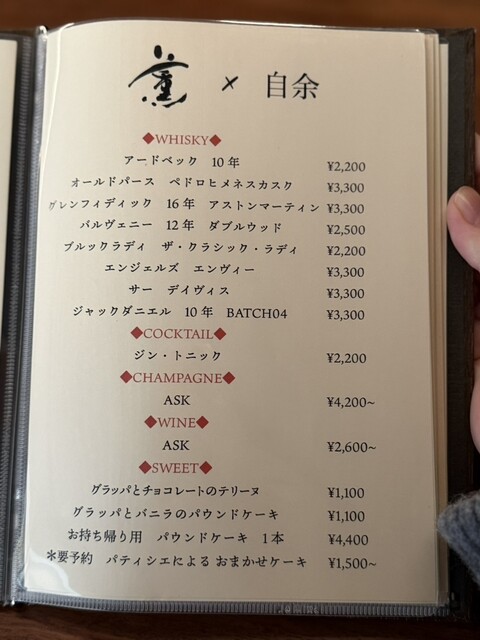 薫 × 自余
◆WHISKY◆
アードベック 10年 ¥2,200
オールドパース ペドロヒメネスカスク ¥3,300
グレンフィディック 16年 アストンマーティン ¥3,300
バルヴェニー 12年 ダブルウッド ¥2,500
ブルックラディ ザ・クラシック・ラディ ¥2,200
エンジェルズ エンヴィー ¥3,300
サー デイヴィス ¥3,300
ジャックダニエル 10年 BATCH04 ¥3,300
◆COCKTAIL◆
ジン・トニック ¥2,200
◆CHAMPAGNE◆
ASK ¥4,200~
◆WINE◆
ASK ¥2,600~
◆SWEET◆
グラッパとチョコレートのテリーヌ ¥1,100
グラッパとバニラのパウンドケーキ ¥1,100
お持ち帰り用 パウンドケーキ 1本 ¥4,400
＊要予約 パティシエによる おまかせケーキ ¥1,500~